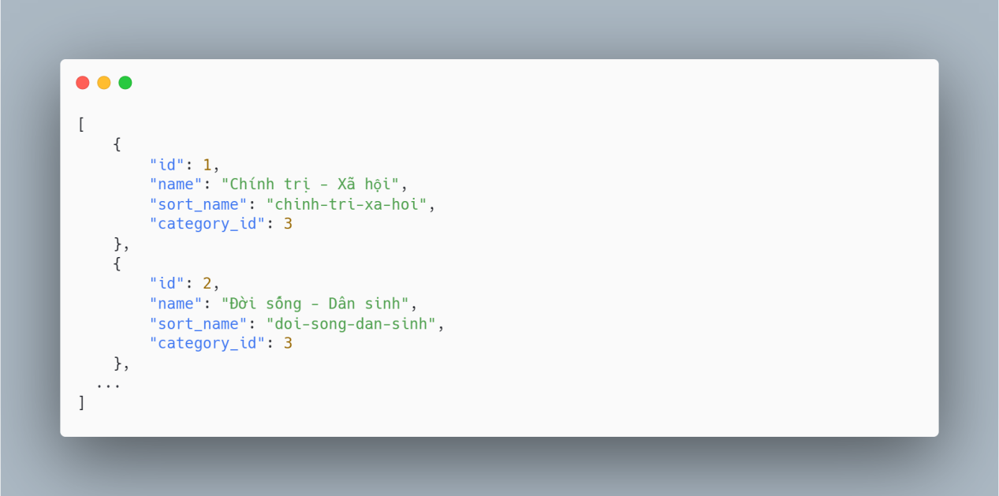 [
    {
        "id": 1,
        "name": "Chính trị - Xã hội",
        "sort_name": "chinh-tri-xa-hoi",
        "category_id": 3
    },
    {
        "id": 2,
        "name": "Đời sống - Dân sinh",
        "sort_name": "doi-song-dan-sinh",
        "category_id": 3
    },
  ...
]